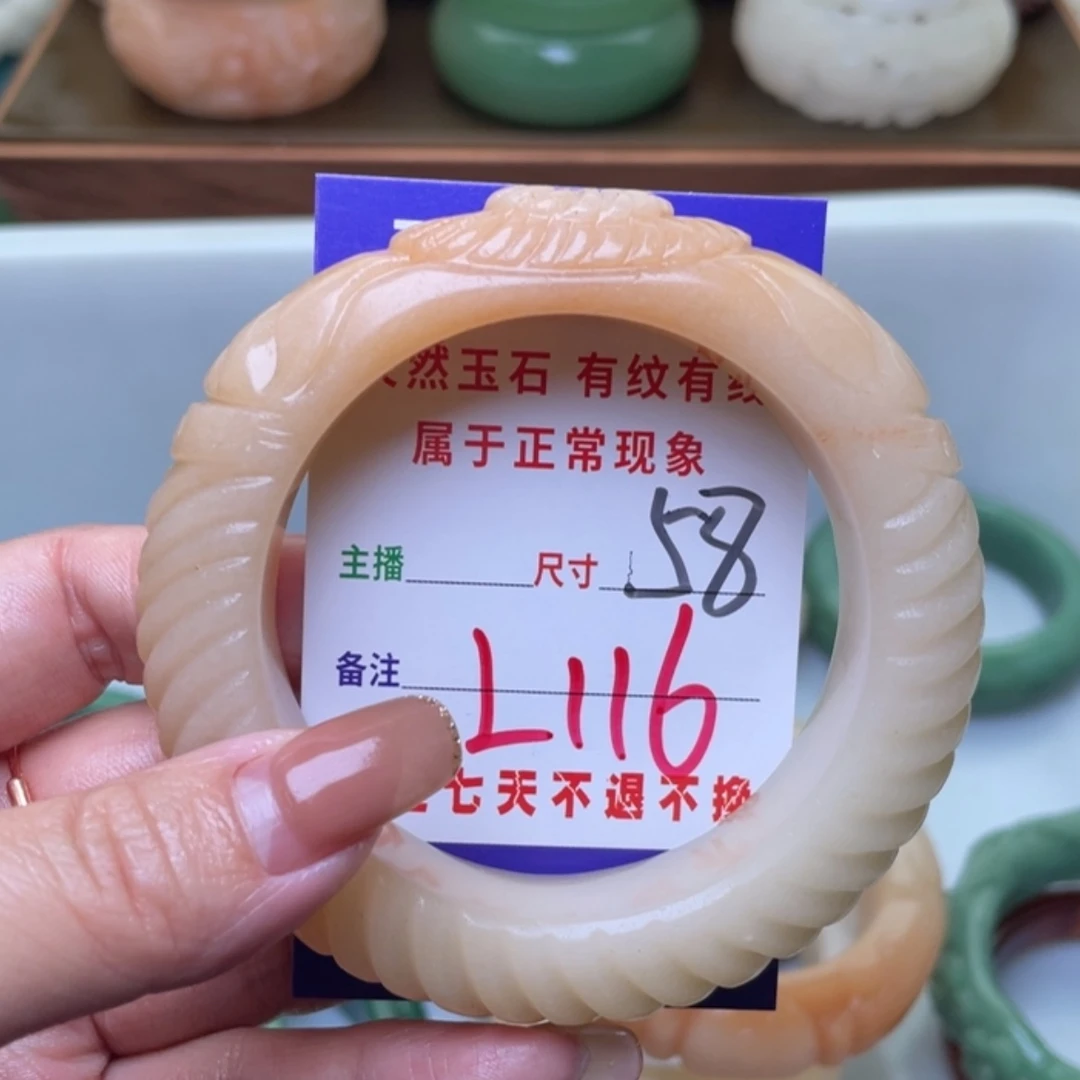 然玉石 有纹有
属于正常现象
主播 尺寸 58
备注 L116
七天不退不换